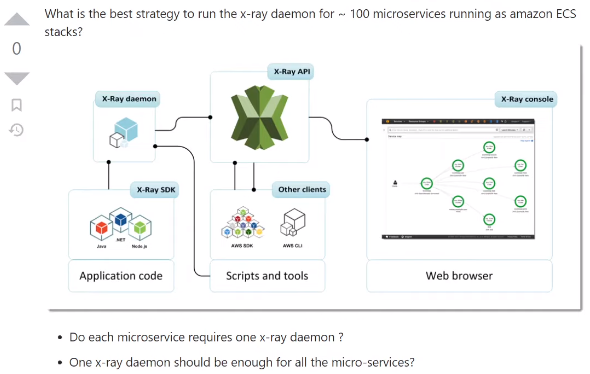 What is the best strategy to run the x-ray daemon for ~ 100 microservices running as amazon ECS
stacks?
0
X-Ray API
X-Ray daemon
X-Ray console
X-Ray SDK
Other clients
Java
.NET
Node.js
AWS SDK
AWS CLI
Application code
Scripts and tools
Web browser
• Do each microservice requires one x-ray daemon ?
• One x-ray daemon should be enough for all the micro-services?